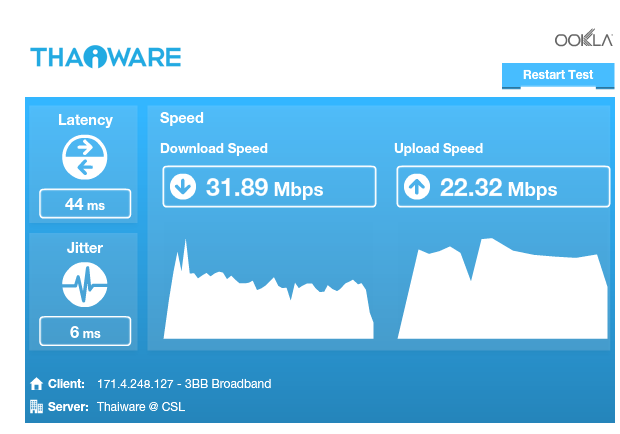 OOKLA
THAiWARE
Restart Test
Latency
44 ms
Jitter
6 ms
Speed
Download Speed
31.89 Mbps
Upload Speed
22.32 Mbps
Client: 171.4.248.127 - 3BB Broadband
Server: Thaiware @ CSL